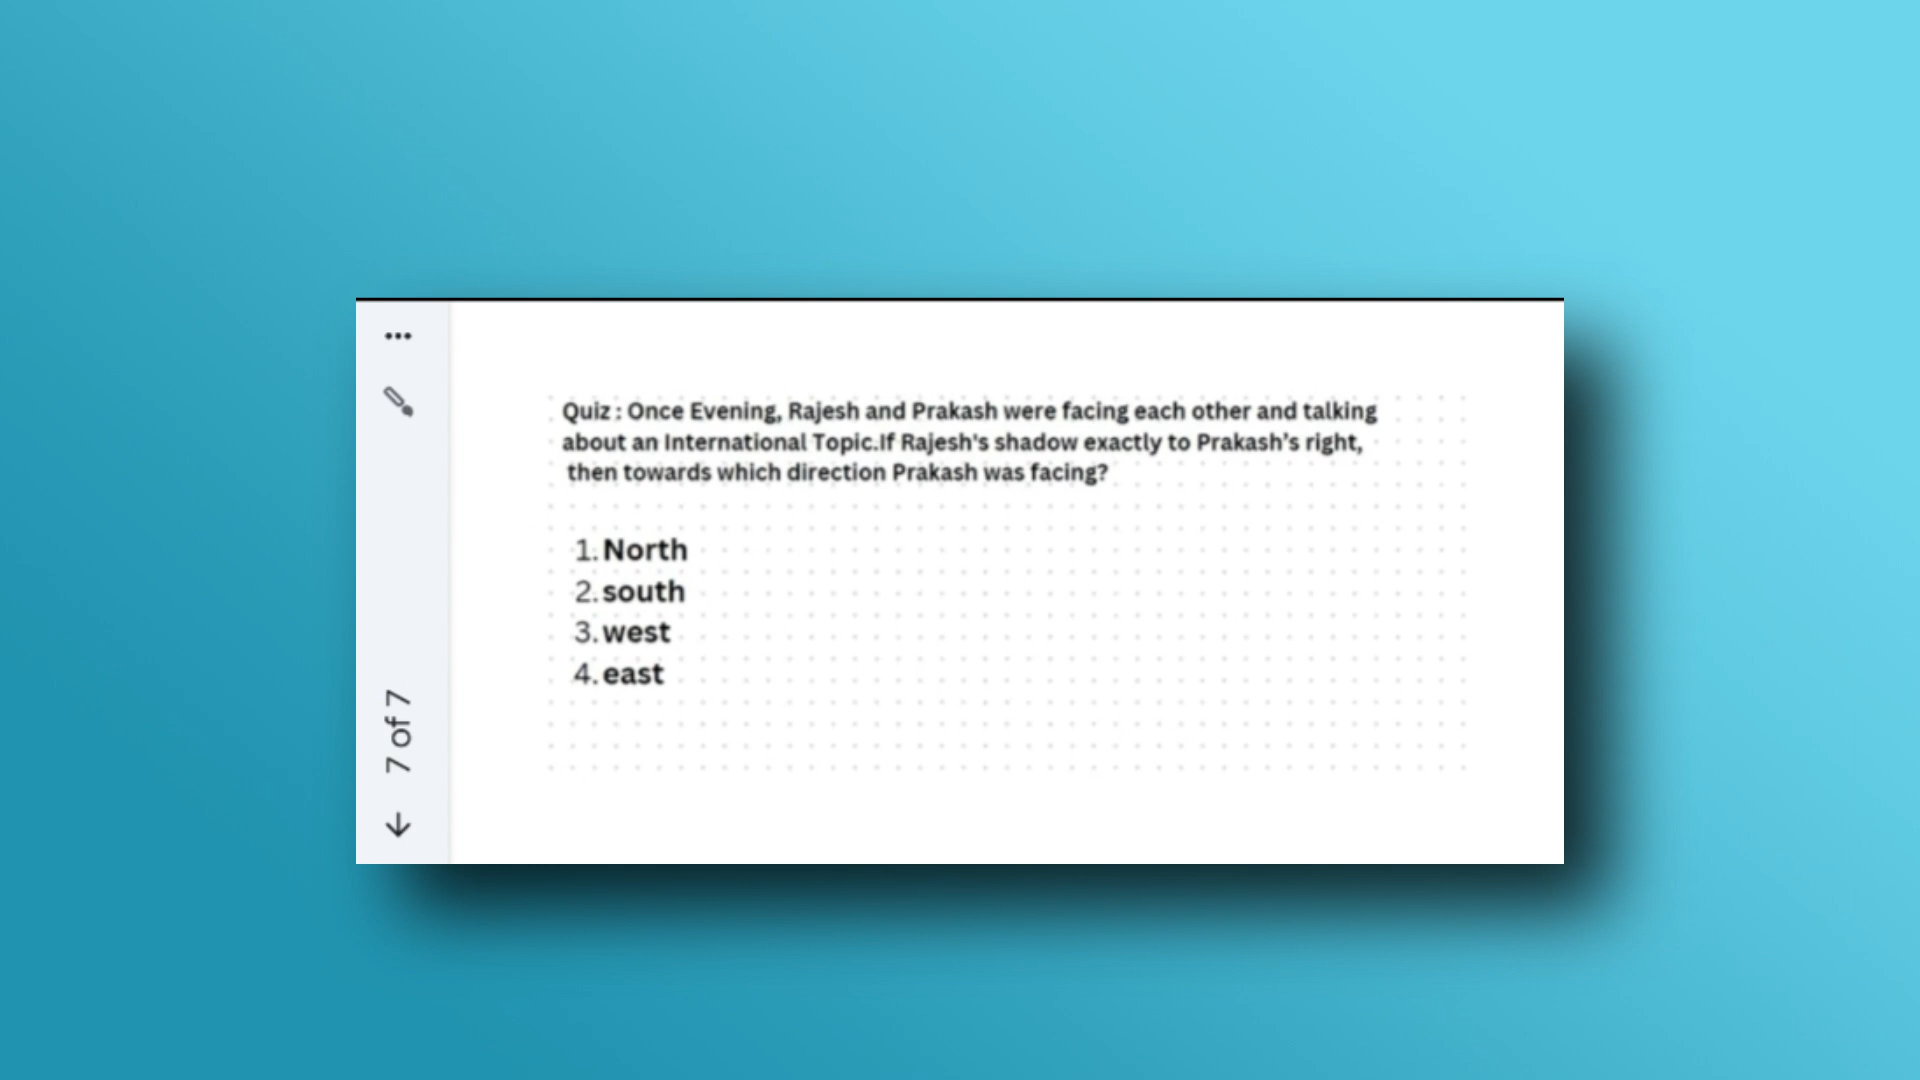 ...
Quiz : Once Evening, Rajesh and Prakash were facing each other and talking
about an International Topic.If Rajesh's shadow exactly to Prakash's right,
then towards which direction Prakash was facing?
1. North
2. south
3. west
4. east
7 of 7